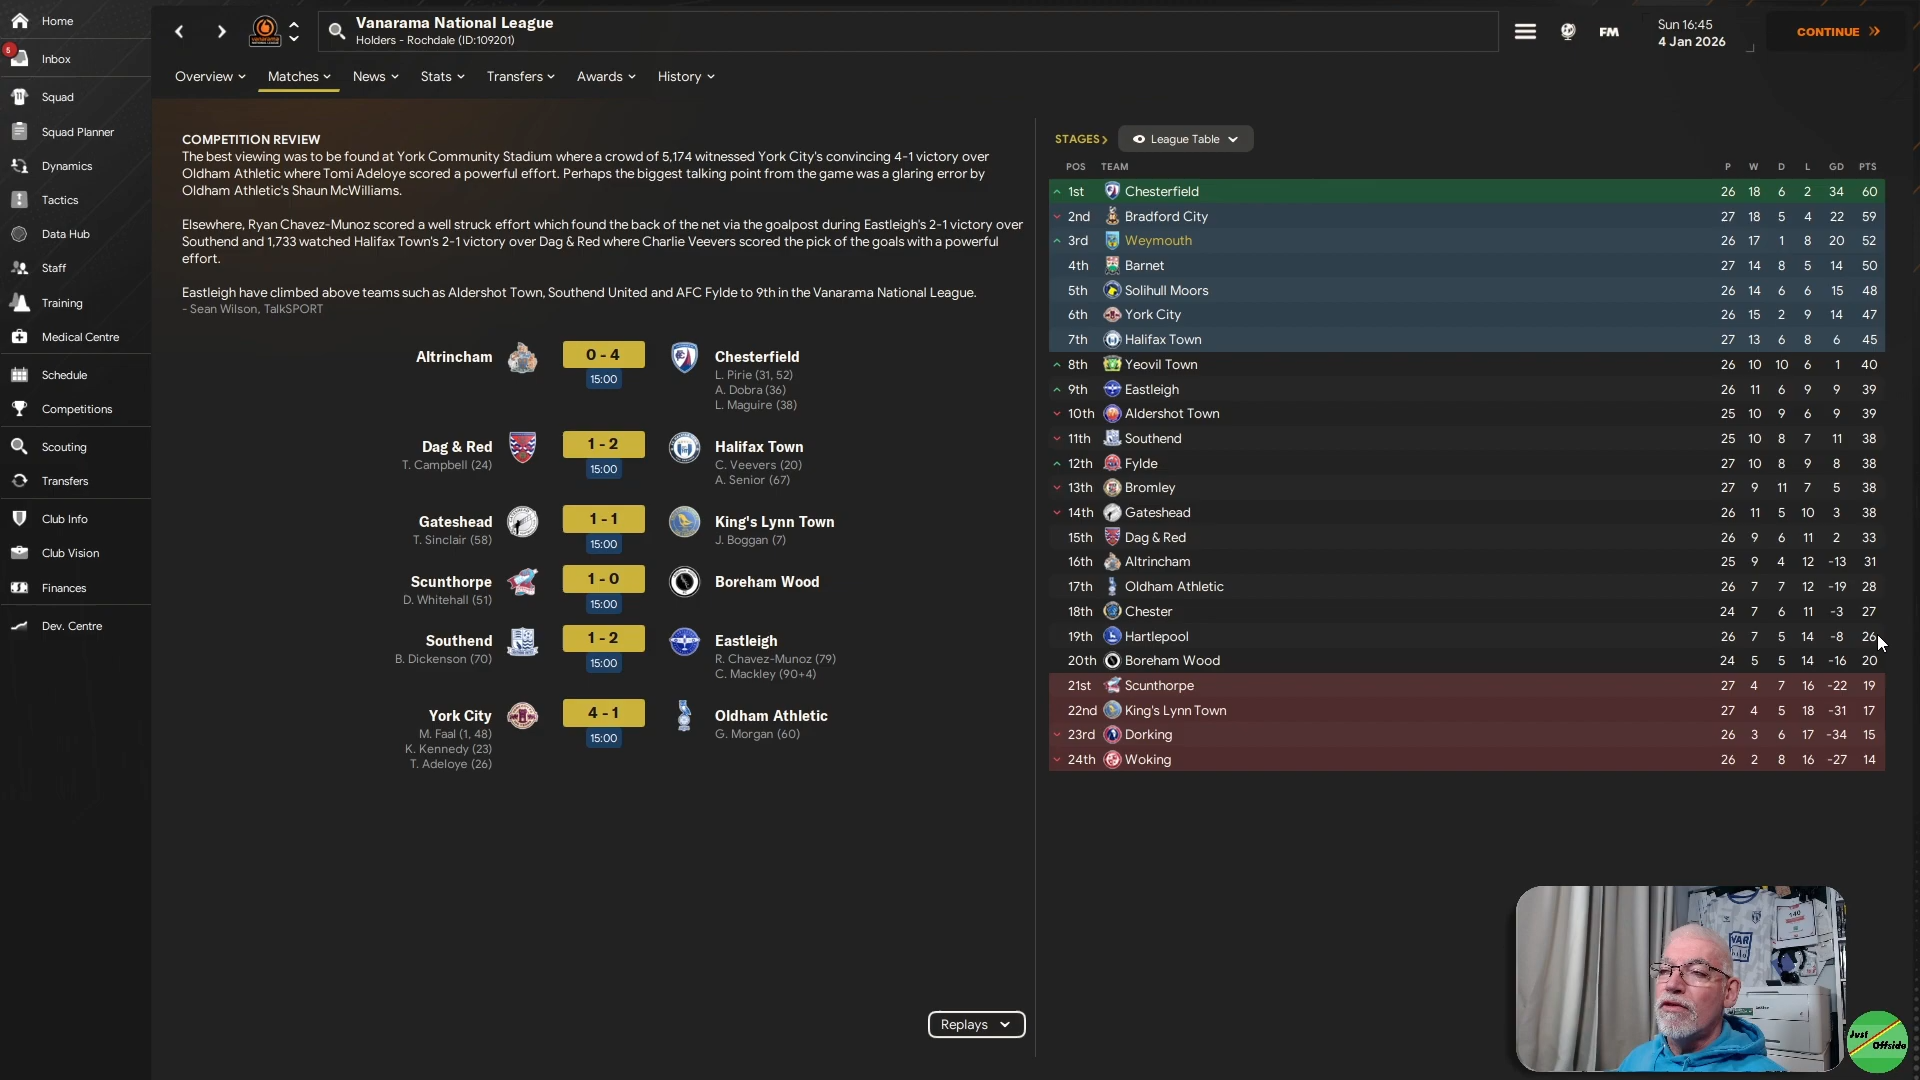 Home
5
Inbox
Squad
Squad Planner
Dynamics
Tactics
Data Hub
Staff
Training
Medical Centre
Schedule
Competitions
Scouting
Transfers
Club Info
Club Vision
Finances
Dev. Centre
Vanarama National League
Holders - Rochdale (ID:109201)
FM
Sun 16:45
4 Jan 2026
CONTINUE
Overview
Matches
News
Stats
Transfers
Awards
History
COMPETITION REVIEW
The best viewing was to be found at York Community Stadium where a crowd of 5,174 witnessed York City's convincing 4-1 victory over
Oldham Athletic where Tomi Adeloye scored a powerful effort. Perhaps the biggest talking point from the game was a glaring error by
Oldham Athletic's Shaun McWilliams.
Elsewhere, Ryan Chavez-Munoz scored a well struck effort which found the back of the net via the goalpost during Eastleigh's 2-1 victory over
Southend and 1,733 watched Halifax Town's 2-1 victory over Dag & Red where Charlie Veevers scored the pick of the goals with a powerful
effort.
Eastleigh have climbed above teams such as Aldershot Town, Southend United and AFC Fylde to 9th in the Vanarama National League.
- Sean Wilson, TalkSPORT
Altrincham 0 - 4 Chesterfield
15:00
L. Pirie (31, 52)
A. Dobra (36)
L. Maguire (38)
Dag & Red 1 - 2 Halifax Town
T. Campbell (24) 15:00 C. Veevers (20)
A. Senior (67)
Gateshead 1 - 1 King's Lynn Town
T. Sinclair (58) 15:00 J. Boggan (7)
Scunthorpe 1 - 0 Boreham Wood
D. Whitehall (51) 15:00
Southend 1 - 2 Eastleigh
B. Dickenson (70) 15:00 R. Chavez-Munoz (79)
C. Mackley (90+4)
York City 4 - 1 Oldham Athletic
M. Faal (1, 48) 15:00 G. Morgan (60)
K. Kennedy (23)
T. Adeloye (26)
Replays
STAGES League Table
POS TEAM P W D L GD PTS
1st Chesterfield 26 18 6 2 34 60
2nd Bradford City 27 18 5 4 22 59
3rd Weymouth 26 17 1 8 20 52
4th Barnet 27 14 8 5 14 50
5th Solihull Moors 26 14 6 6 15 48
6th York City 26 15 2 9 14 47
7th Halifax Town 27 13 6 8 6 45
8th Yeovil Town 26 10 10 6 1 40
9th Eastleigh 26 11 6 9 9 39
10th Aldershot Town 25 10 9 6 9 39
11th Southend 25 10 8 7 11 38
12th Fylde 27 10 8 9 8 38
13th Bromley 27 9 11 7 5 38
14th Gateshead 26 11 5 10 3 38
15th Dag & Red 26 9 6 11 2 33
16th Altrincham 25 9 4 12 -13 31
17th Oldham Athletic 26 7 7 12 -19 28
18th Chester 24 7 6 11 -3 27
19th Hartlepool 26 7 5 14 -8 26
20th Boreham Wood 24 5 5 14 -16 20
21st Scunthorpe 27 4 7 16 -22 19
22nd King's Lynn Town 27 4 5 18 -31 17
23rd Dorking 26 3 6 17 -34 15
24th Woking 26 2 8 16 -27 14
140
VAR
Just
Offside